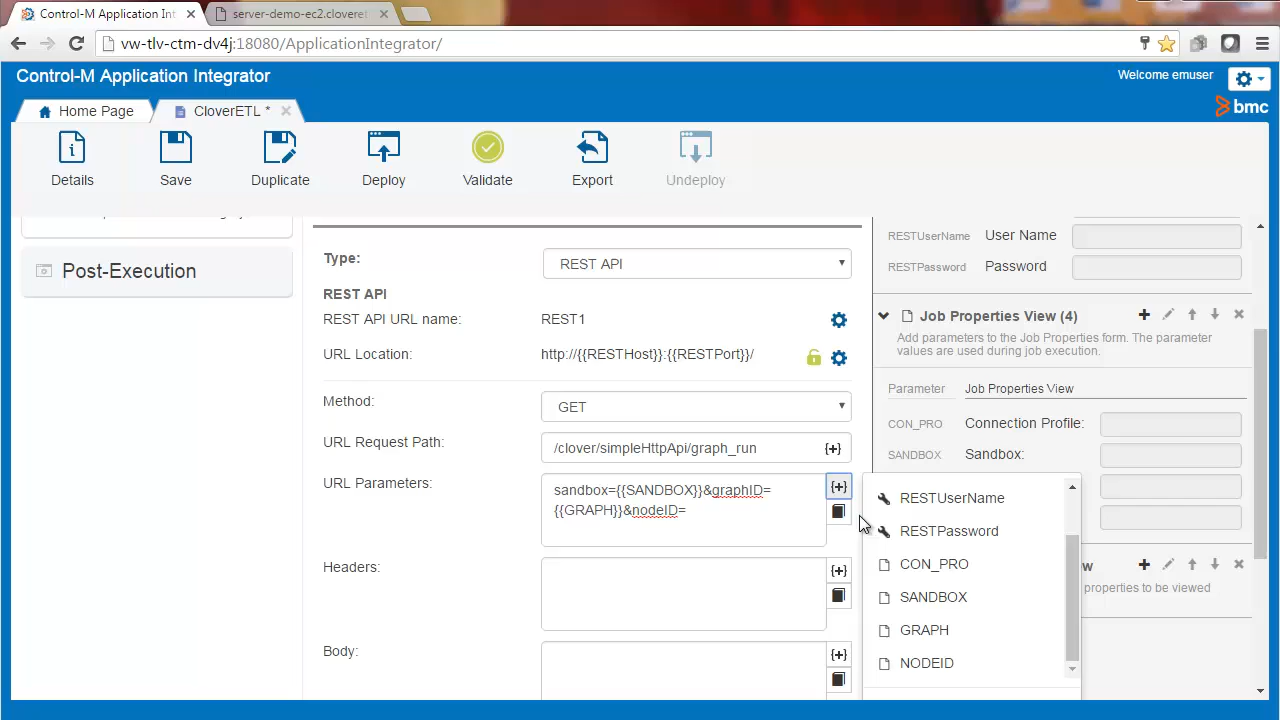 Control-M Application Integ
server-demo-ec2.cloveret
vw-tlv-ctm-dv4j:18080/ApplicationIntegrator/
Control-M Application Integrator
Welcome emuser
bmc
Home Page
CloverETL *
Details
Save
Duplicate
Deploy
Validate
Export
Undeploy
Post-Execution
Type:
REST API
REST API
REST API URL name:
REST1
URL Location:
http://{{RESTHost}}:{{RESTPort}}/
Method:
GET
URL Request Path:
/clover/simpleHttpApi/graph_run
{+}
URL Parameters:
sandbox={{SANDBOX}}&graphID=
{{GRAPH}}&nodeID=
{+}
Headers:
{+}
Body:
{+}
RESTUserName User Name
RESTPassword Password
Job Properties View (4)
Add parameters to the Job Properties form. The parameter
values are used during job execution.
Parameter Job Properties View
CON_PRO Connection Profile:
SANDBOX Sandbox:
RESTUserName
RESTPassword
CON_PRO
SANDBOX
GRAPH
NODEID
properties to be viewed